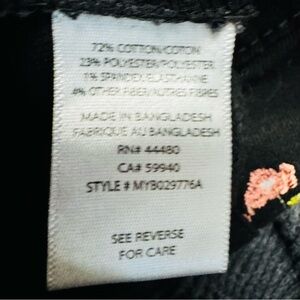 72% COTTON/COTON
23% POLYESTER/POLYESTER
1% SPANDEX/ELASTHANNE
4% OTHER FIBER/AUTRES FIBRES
MADE IN BANGLADESH
FABRIQUE AU BANGLADESH
RN# 44480
CA# 59940
STYLE # MYB029776A
SEE REVERSE
FOR CARE